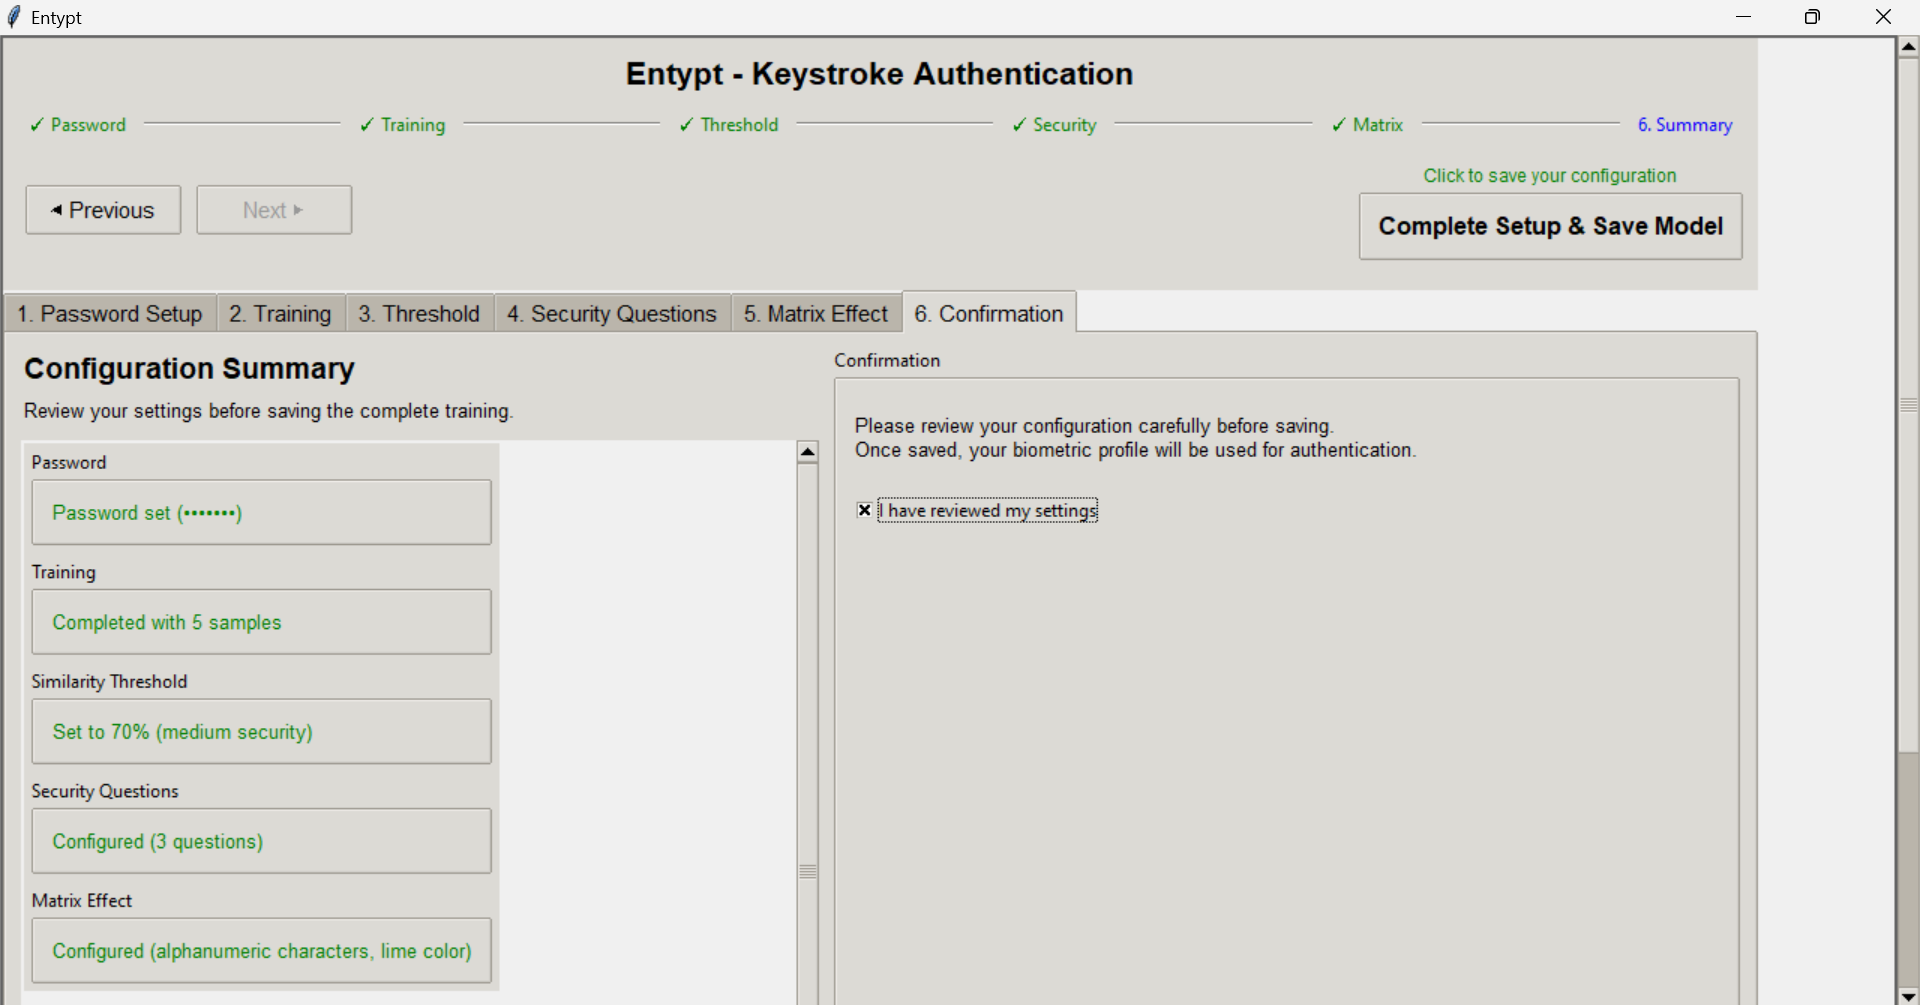 Entypt
Entypt - Keystroke Authentication
✓ Password
✓ Training
✓ Threshold
✓ Security
✓ Matrix
6. Summary
Click to save your configuration
◄ Previous
Next ►
Complete Setup & Save Model
1. Password Setup
2. Training
3. Threshold
4. Security Questions
5. Matrix Effect
6. Confirmation
Configuration Summary
Review your settings before saving the complete training.
Password
Password set (•••••••)
Training
Completed with 5 samples
Similarity Threshold
Set to 70% (medium security)
Security Questions
Configured (3 questions)
Matrix Effect
Configured (alphanumeric characters, lime color)
Confirmation
Please review your configuration carefully before saving.
Once saved, your biometric profile will be used for authentication.
I have reviewed my settings